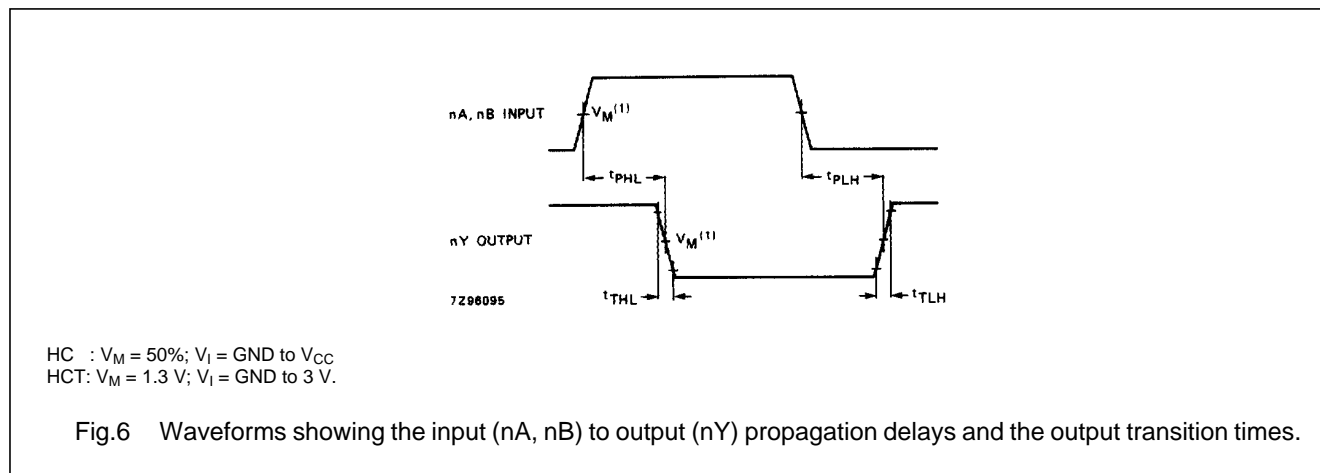 nA, nB INPUT
VM(1)
tPHL
tPLH
nY OUTPUT
VM(1)
tTHL
tTLH
7Z96095
HC : VM = 50%; VI = GND to VCC
HCT: VM = 1.3 V; VI = GND to 3 V.
Fig.6 Waveforms showing the input (nA, nB) to output (nY) propagation delays and the output transition times.